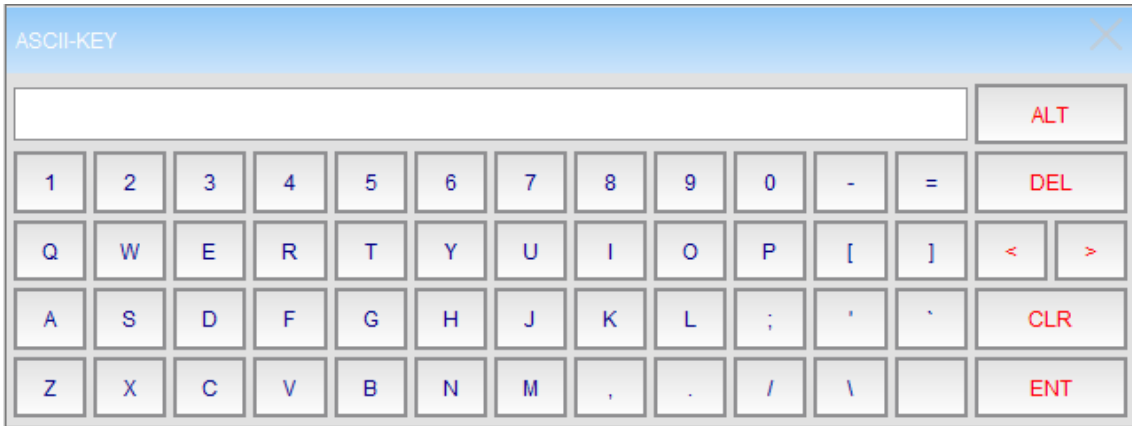 ASCII-KEY
ALT
1 2 3 4 5 6 7 8 9 0 - = DEL
Q W E R T Y U I O P [ ] < >
A S D F G H J K L ; ' ` CLR
Z X C V B N M , . / \ ENT